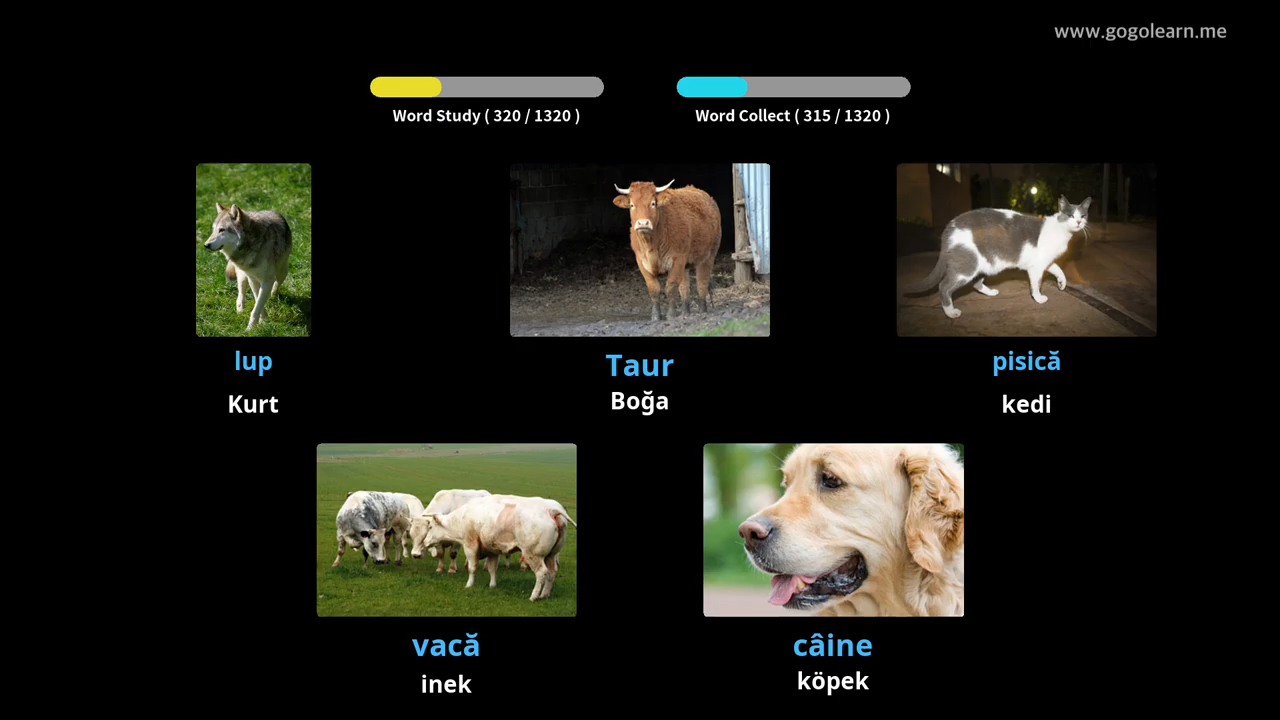 www.gogolearn.me
Word Study ( 320 / 1320 )
Word Collect ( 315 / 1320 )
lup
Kurt
Taur
Boğa
pisică
kedi
vacă
inek
câine
köpek